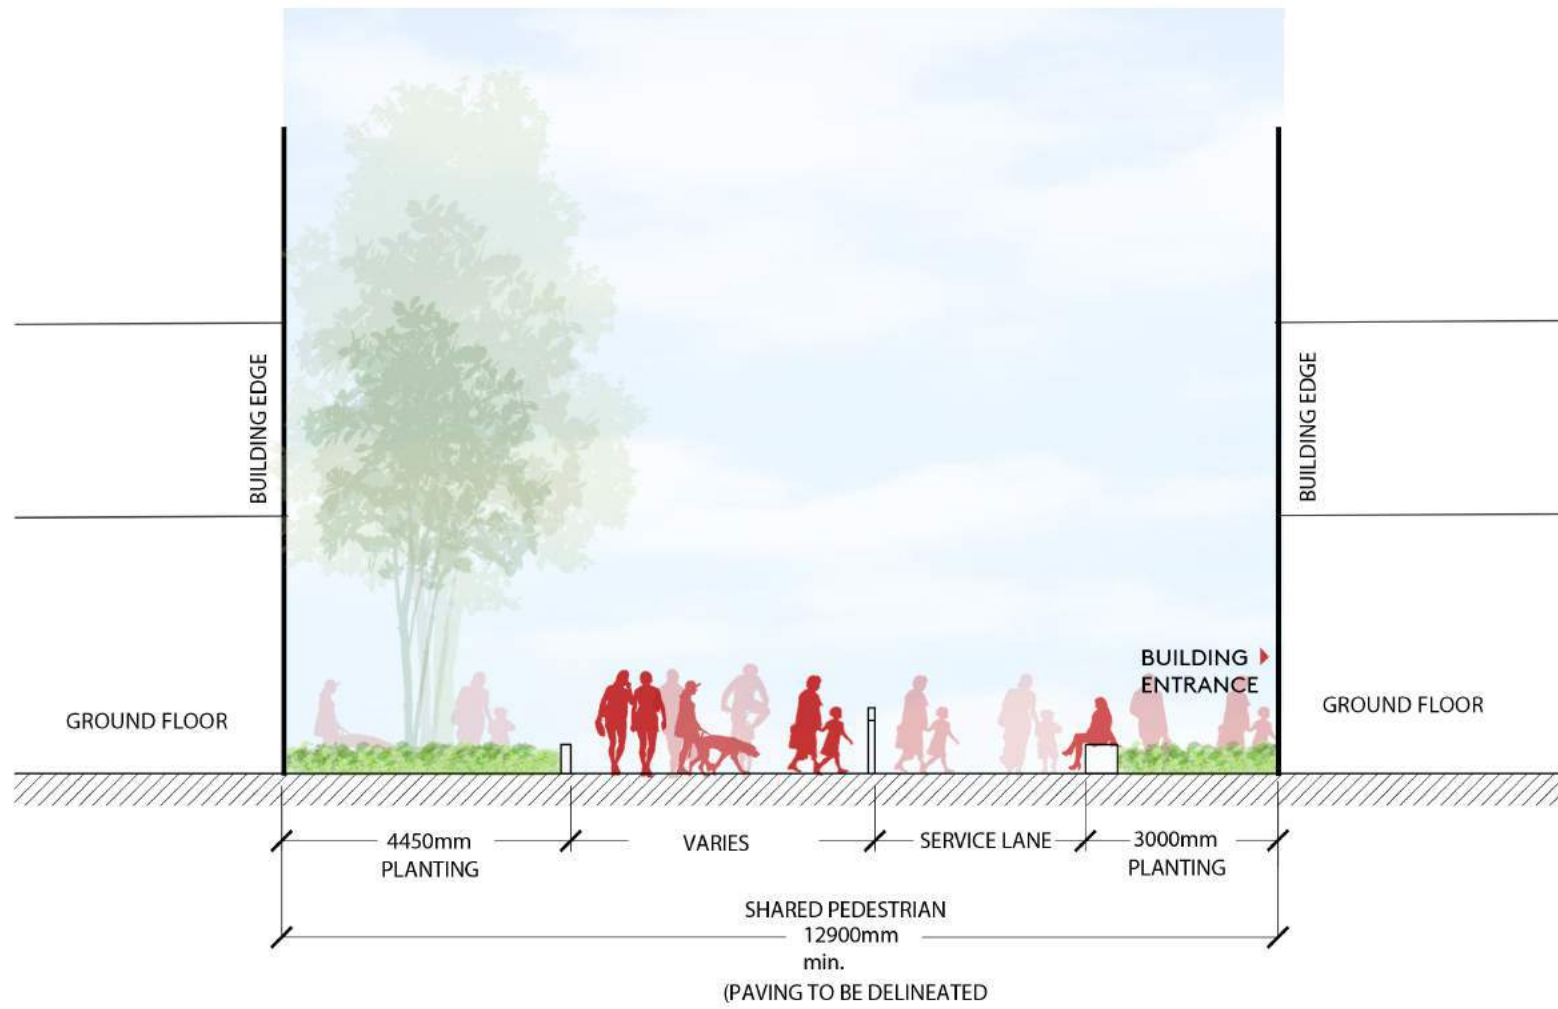 BUILDING EDGE
BUILDING EDGE
BUILDING
ENTRANCE
GROUND FLOOR
GROUND FLOOR
4450mm
PLANTING
VARIES
SERVICE LANE
3000mm
PLANTING
SHARED PEDESTRIAN
12900mm
min.
(PAVING TO BE DELINEATED